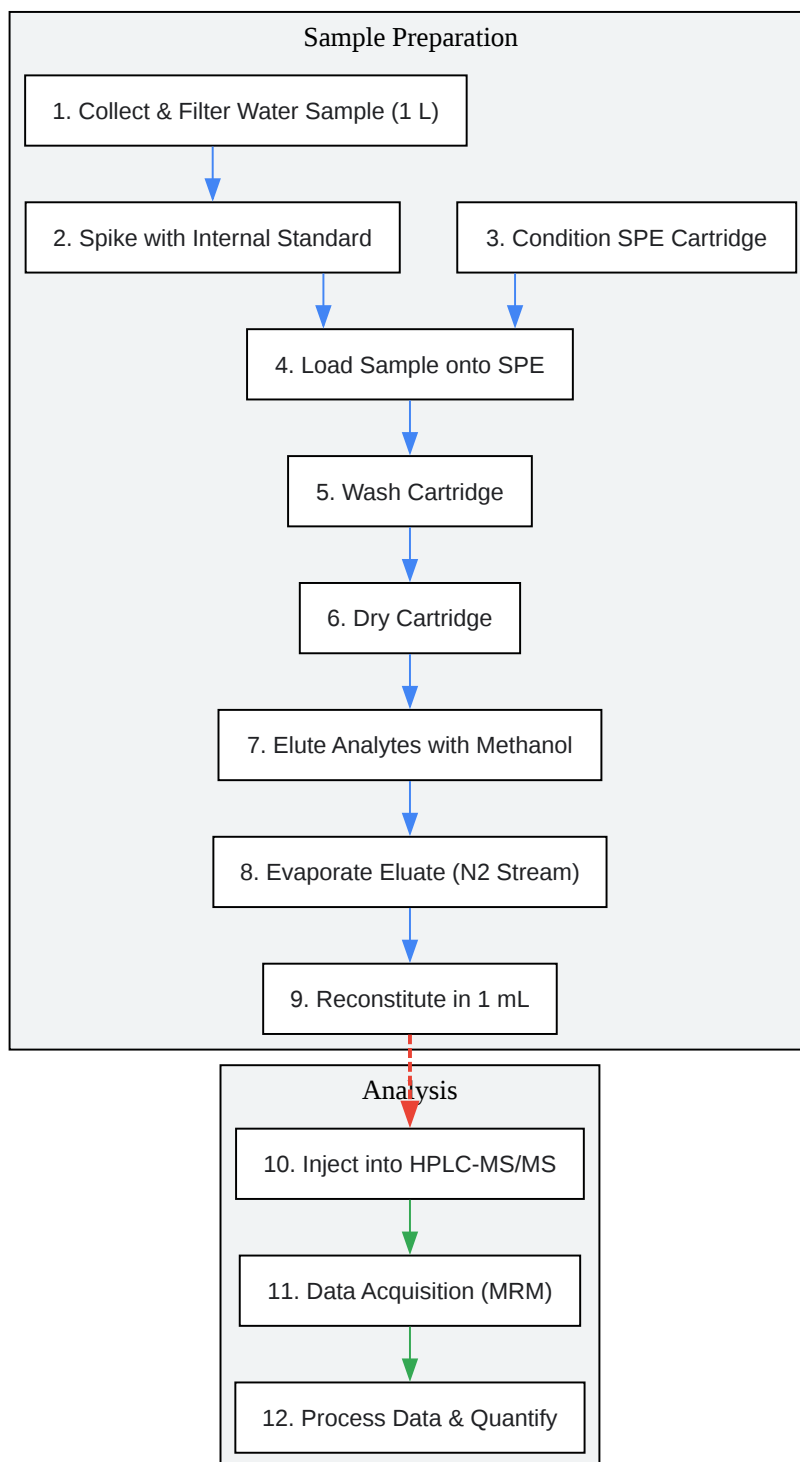 Sample Preparation
1. Collect & Filter Water Sample (1 L)
2. Spike with Internal Standard
3. Condition SPE Cartridge
4. Load Sample onto SPE
5. Wash Cartridge
6. Dry Cartridge
7. Elute Analytes with Methanol
8. Evaporate Eluate (N2 Stream)
9. Reconstitute in 1 mL
Analysis
10. Inject into HPLC-MS/MS
11. Data Acquisition (MRM)
12. Process Data & Quantify